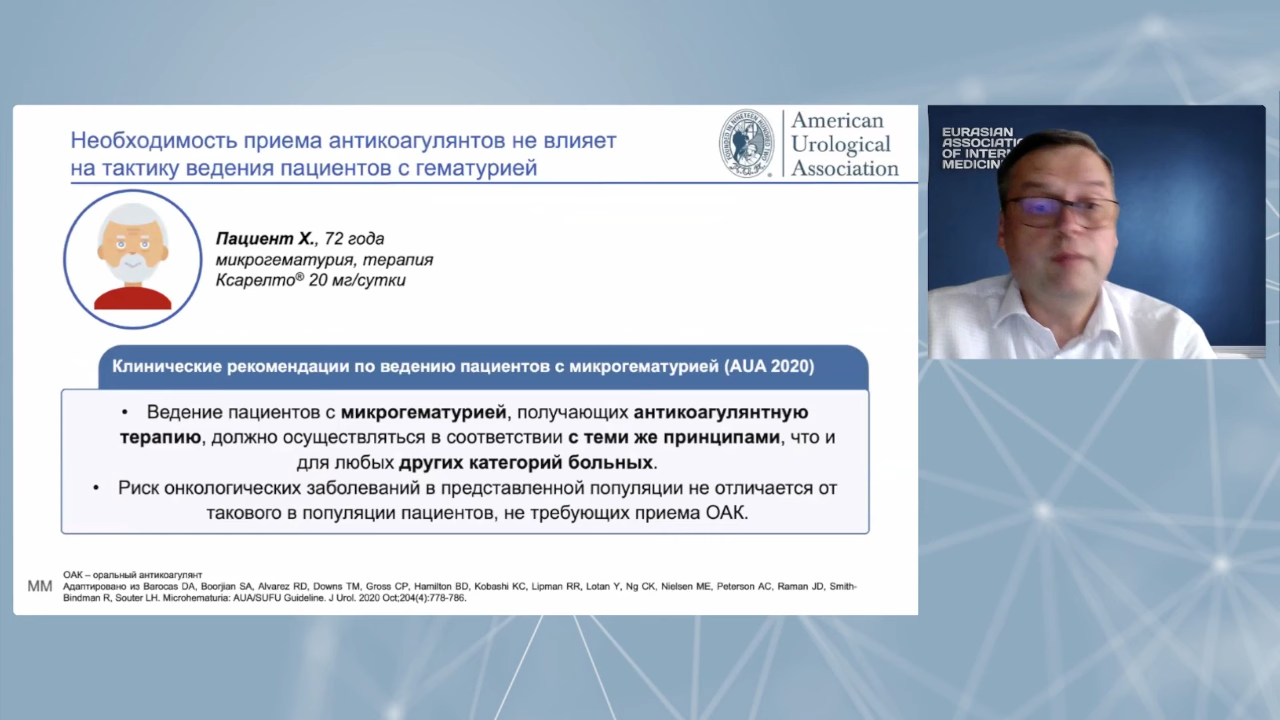 Необходимость приема антикоагулянтов не влияет
на тактику ведения пациентов с гематурией
American
Urological
Association
Пациент Х., 72 года
микрогематурия, терапия
Ксарелто® 20 мг/сутки
Клинические рекомендации по ведению пациентов с микрогематурией (AUA 2020)
• Ведение пациентов с микрогематурией, получающих антикоагулянтную
терапию, должно осуществляться в соответствии с теми же принципами, что и
для любых других категорий больных.
• Риск онкологических заболеваний в представленной популяции не отличается от
такового в популяции пациентов, не требующих приема ОАК.
ОАК – оральный антикоагулянт
MM
Адаптировано из Barocas DA, Boorjian SA, Alvarez RD, Downs TM, Gross CP, Hamilton BD, Kobashi KC, Lipman RR, Lotan Y, Ng CK, Nielsen ME, Peterson AC, Raman JD, Smith-
Bindman R, Souter LH. Microhematuria: AUA/SUFU Guideline. J Urol. 2020 Oct;204(4):778-786.
EURASIAN
ASSOCIATIO
OF INTER
MEDICIN